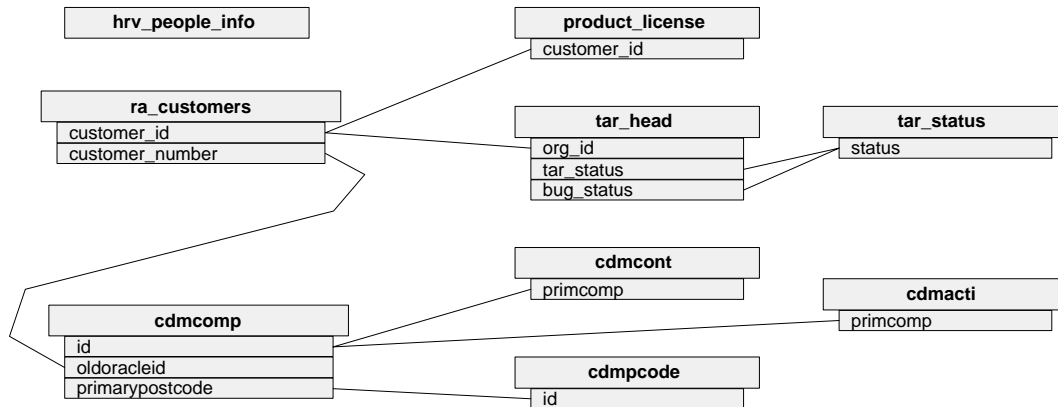 hrv_people_info
product_license
customer_id
ra_customers
customer_id
customer_number
tar_head
org_id
tar_status
bug_status
tar_status
status
cdmcont
primcomp
cdmacti
primcomp
cdmcomp
id
oldoracleid
primarypostcode
cdmpcode
id